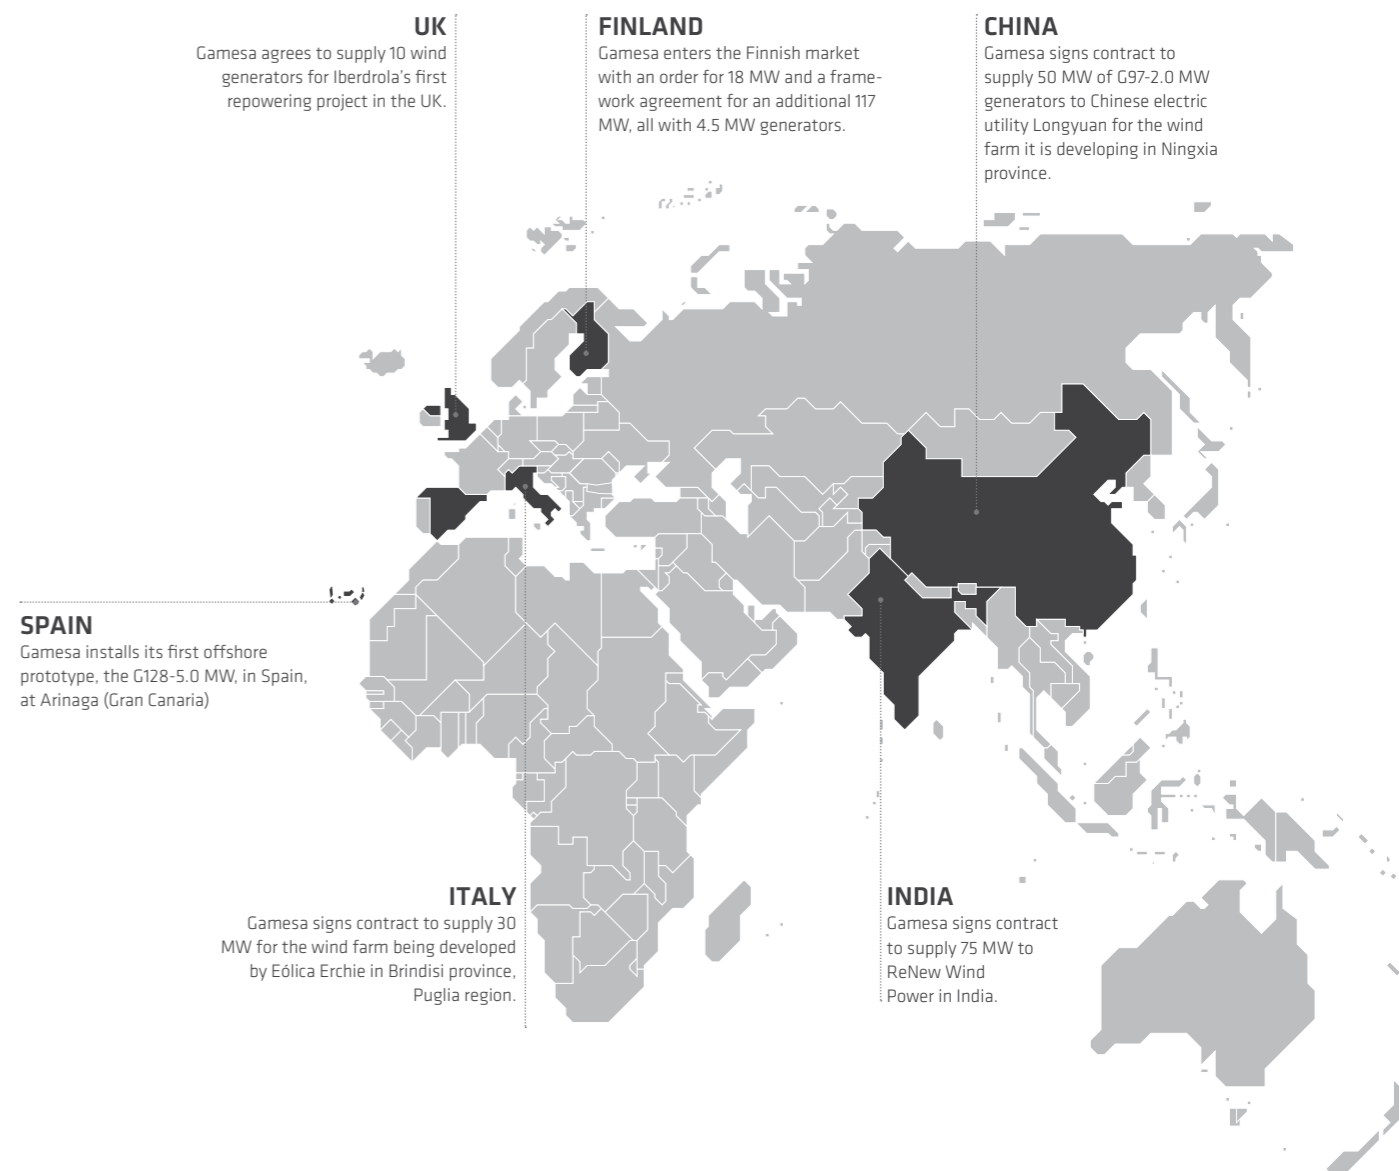 UK
Gamesa agrees to supply 10 wind
generators for Iberdrola's first
repowering project in the UK.
FINLAND
Gamesa enters the Finnish market
with an order for 18 MW and a frame-
work agreement for an additional 117
MW, all with 4.5 MW generators.
CHINA
Gamesa signs contract to
supply 50 MW of G97-2.0 MW
generators to Chinese electric
utility Longyuan for the wind
farm it is developing in Ningxia
province.
SPAIN
Gamesa installs its first offshore
prototype, the G128-5.0 MW, in Spain,
at Arinaga (Gran Canaria)
ITALY
Gamesa signs contract to supply 30
MW for the wind farm being developed
by Eólica Erchie in Brindisi province,
Puglia region.
INDIA
Gamesa signs contract
to supply 75 MW to
ReNew Wind
Power in India.